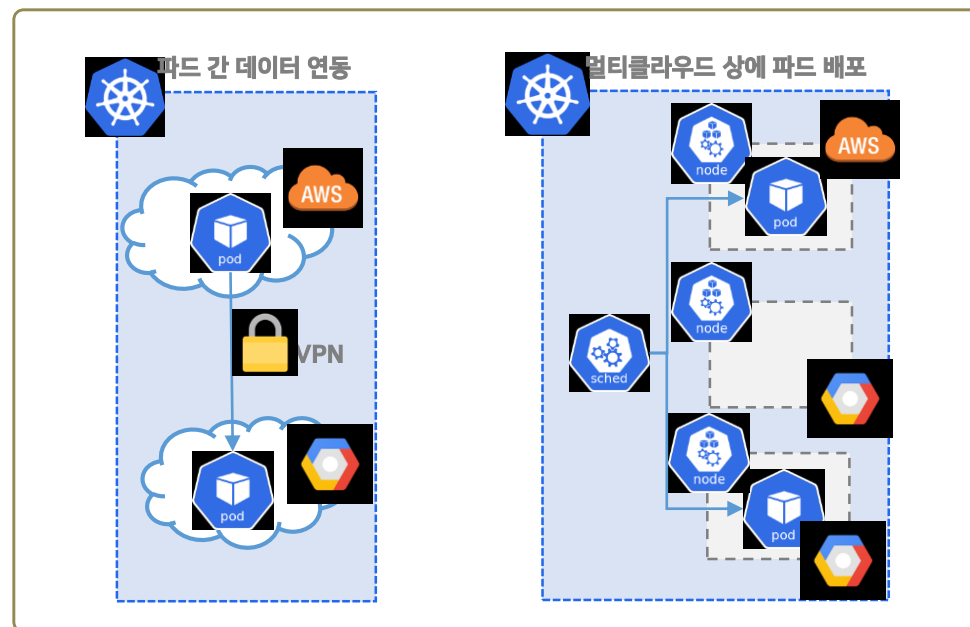 파드 간 데이터 연동
AWS
pod
VPN
pod
멀티클라우드 상에 파드 배포
node
AWS
pod
node
sched
node
pod